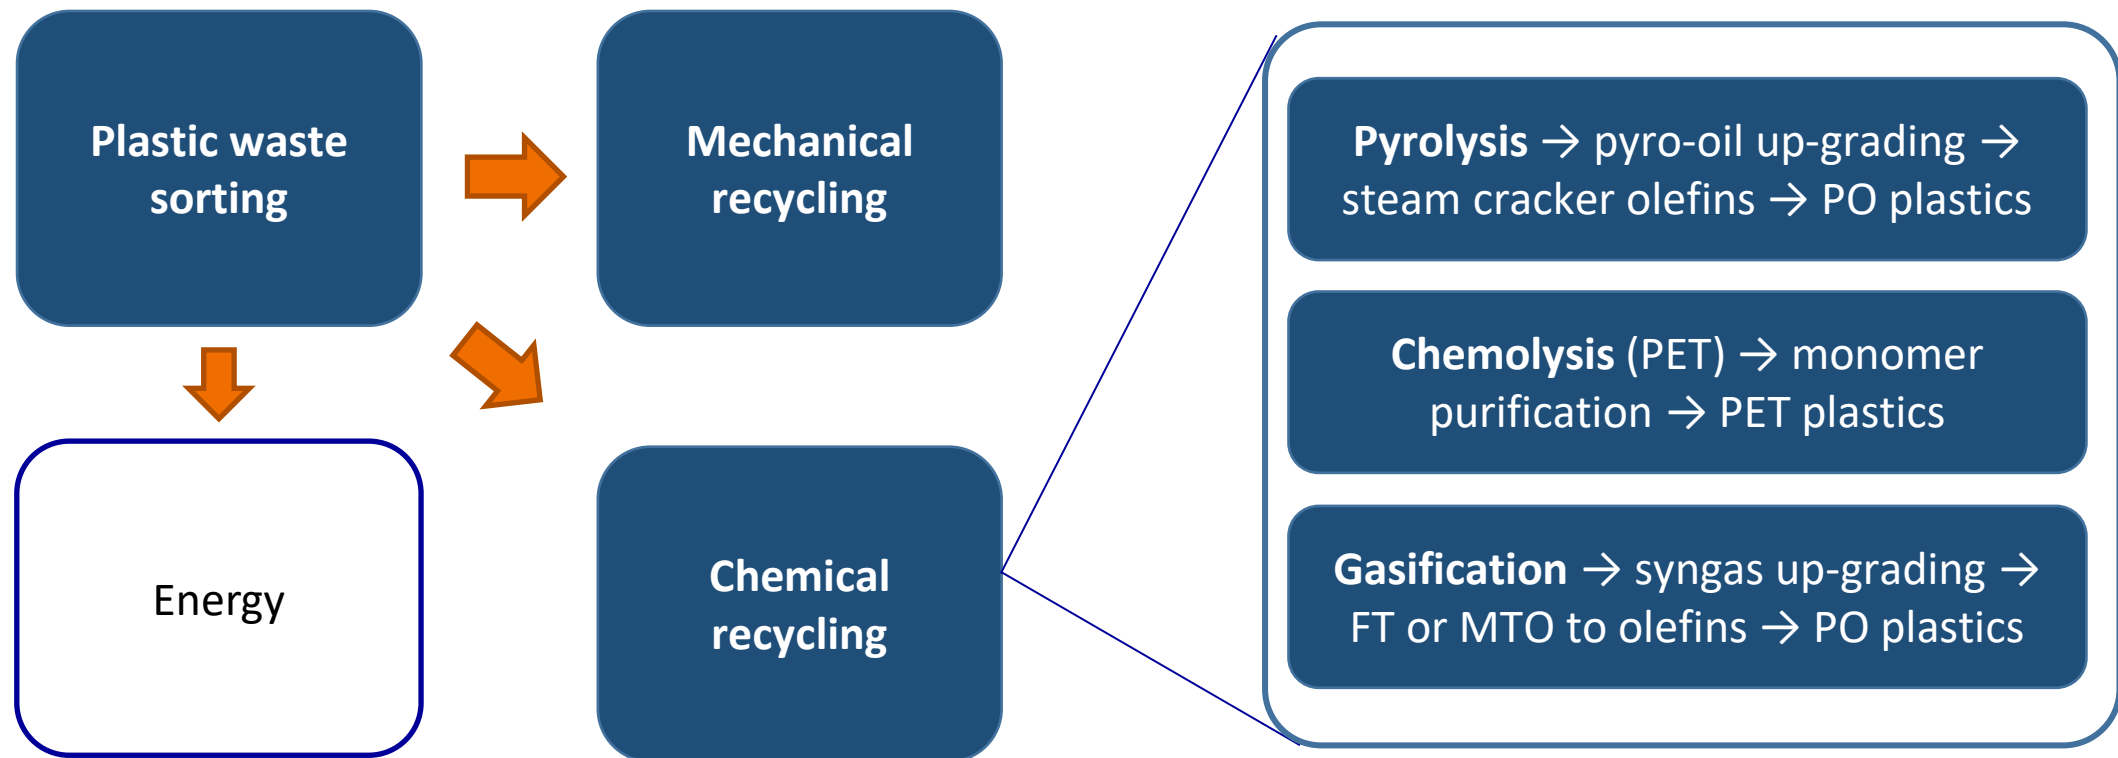 Plastic waste
sorting
Mechanical
recycling
Energy
Chemical
recycling
Pyrolysis → pyro-oil up-grading →
steam cracker olefins → PO plastics
Chemolysis (PET) → monomer
purification → PET plastics
Gasification → syngas up-grading →
FT or MTO to olefins → PO plastics